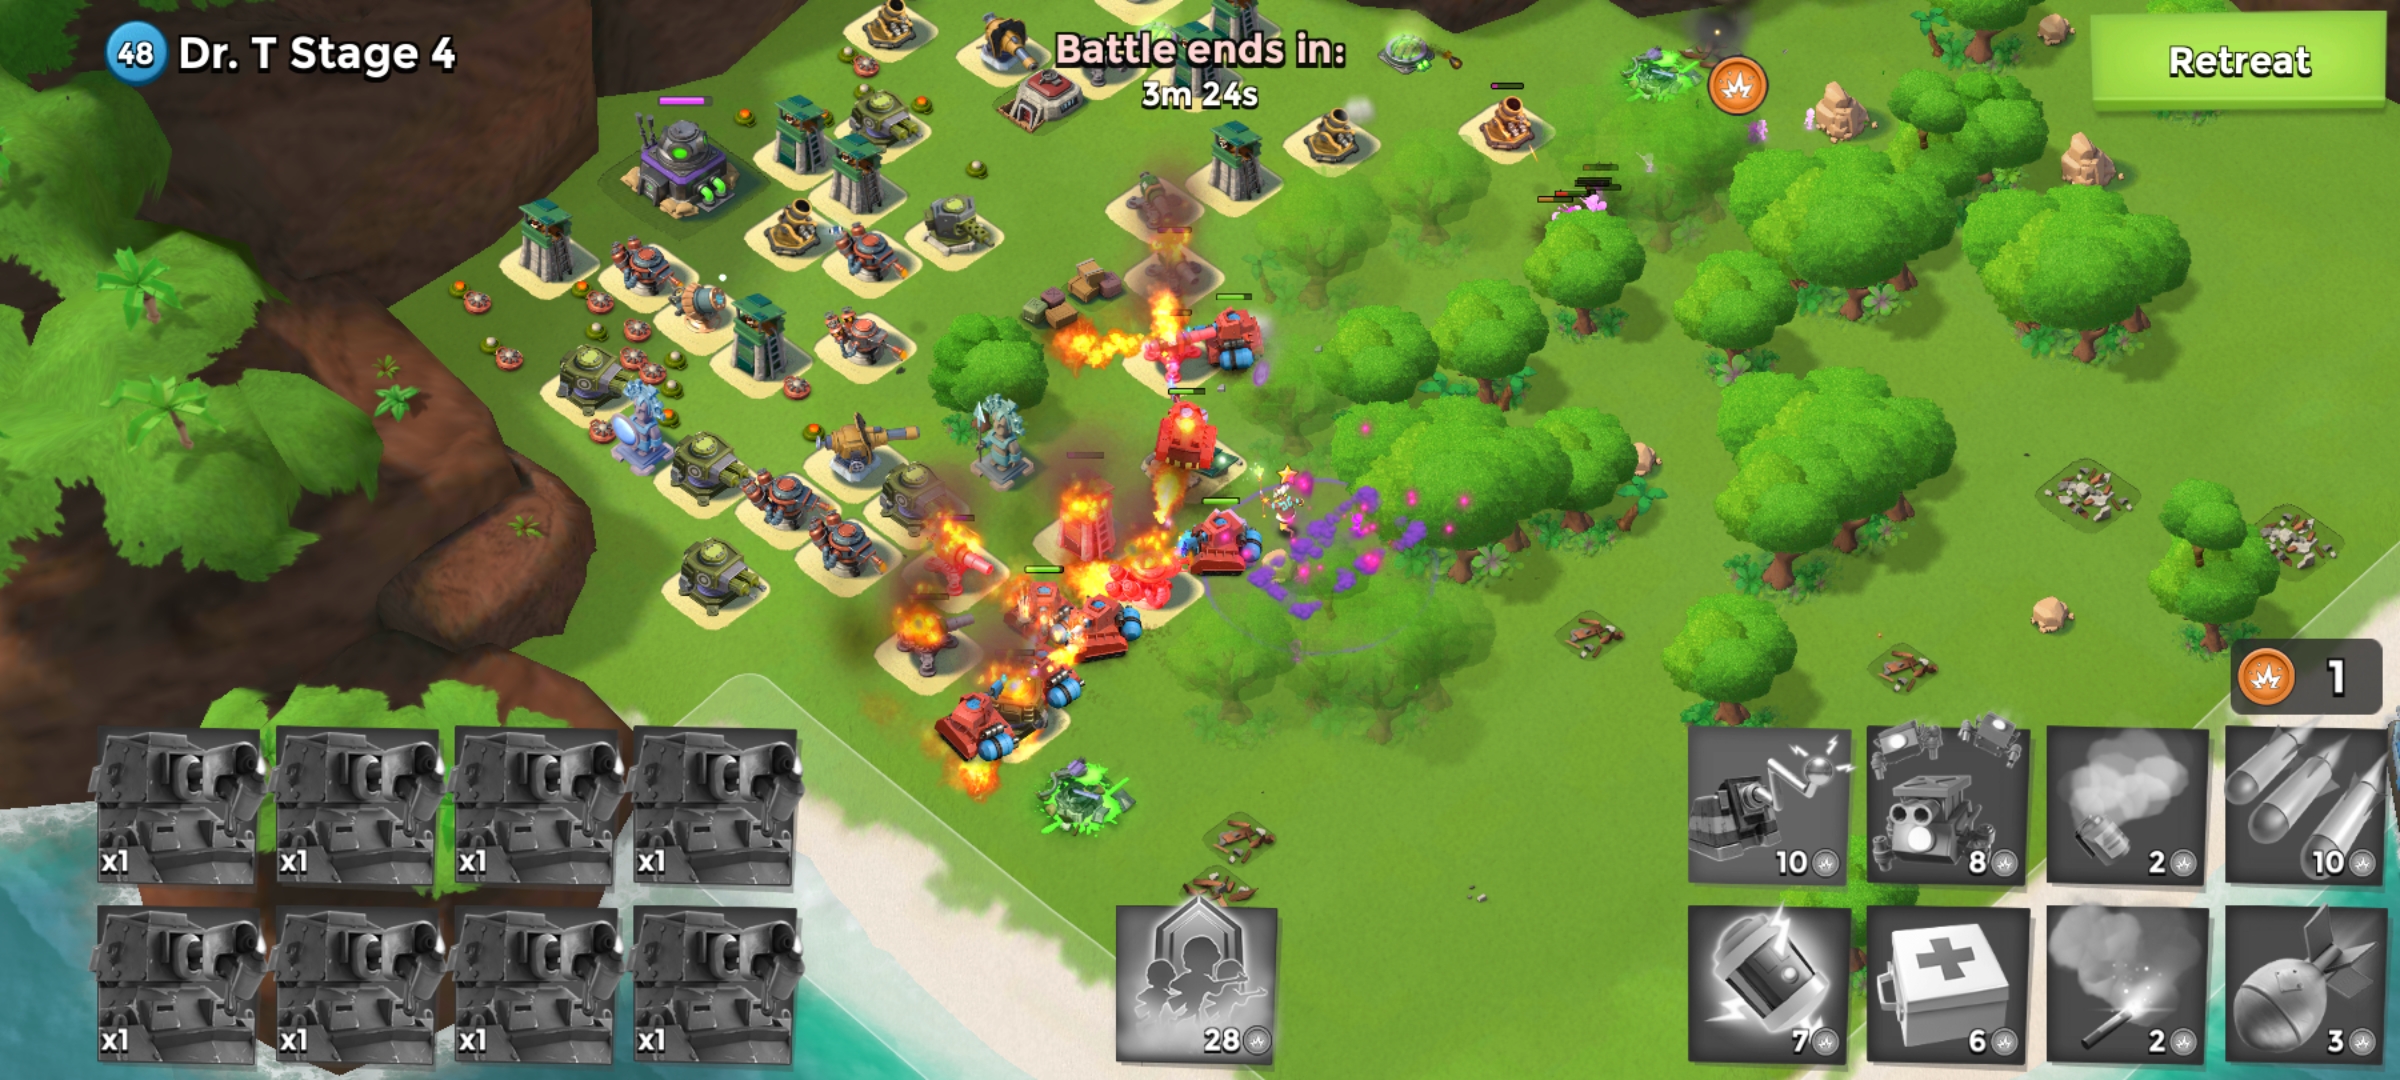 48 Dr. T Stage 4
Battle ends in:
3m 24s
Retreat
1
x1 x1 x1 x1
10 8 2 10
x1 x1 x1 x1
28
7 6 2 3